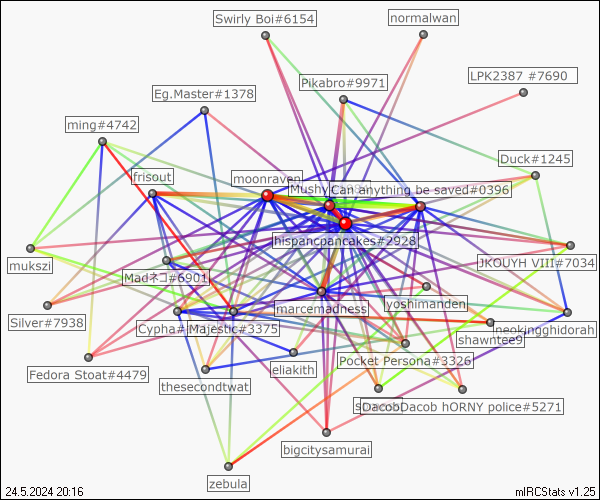 Swirly Boi#6154
normalwan
LPK2387 #7690
Pikabro#9971
Eg.Master#1378
ming#4742
Duck#1245
frisout
moonraven
Mushy
Can anything be saved#0396
hispancpancakes#2928
mukszi
Madネコ#6901
JKOUYH VIII#7034
yoshimanden
marcemadness
Silver#7938
Cypha#
Majestic#3375
neokingghidorah
shawntee9
Pocket Persona#3326
eliakith
Fedora Stoat#4479
thesecondtwat
Dacob hORNY police#5271
bigcitysamurai
zebula
24.5.2024 20:16
mIRCStats v1.25